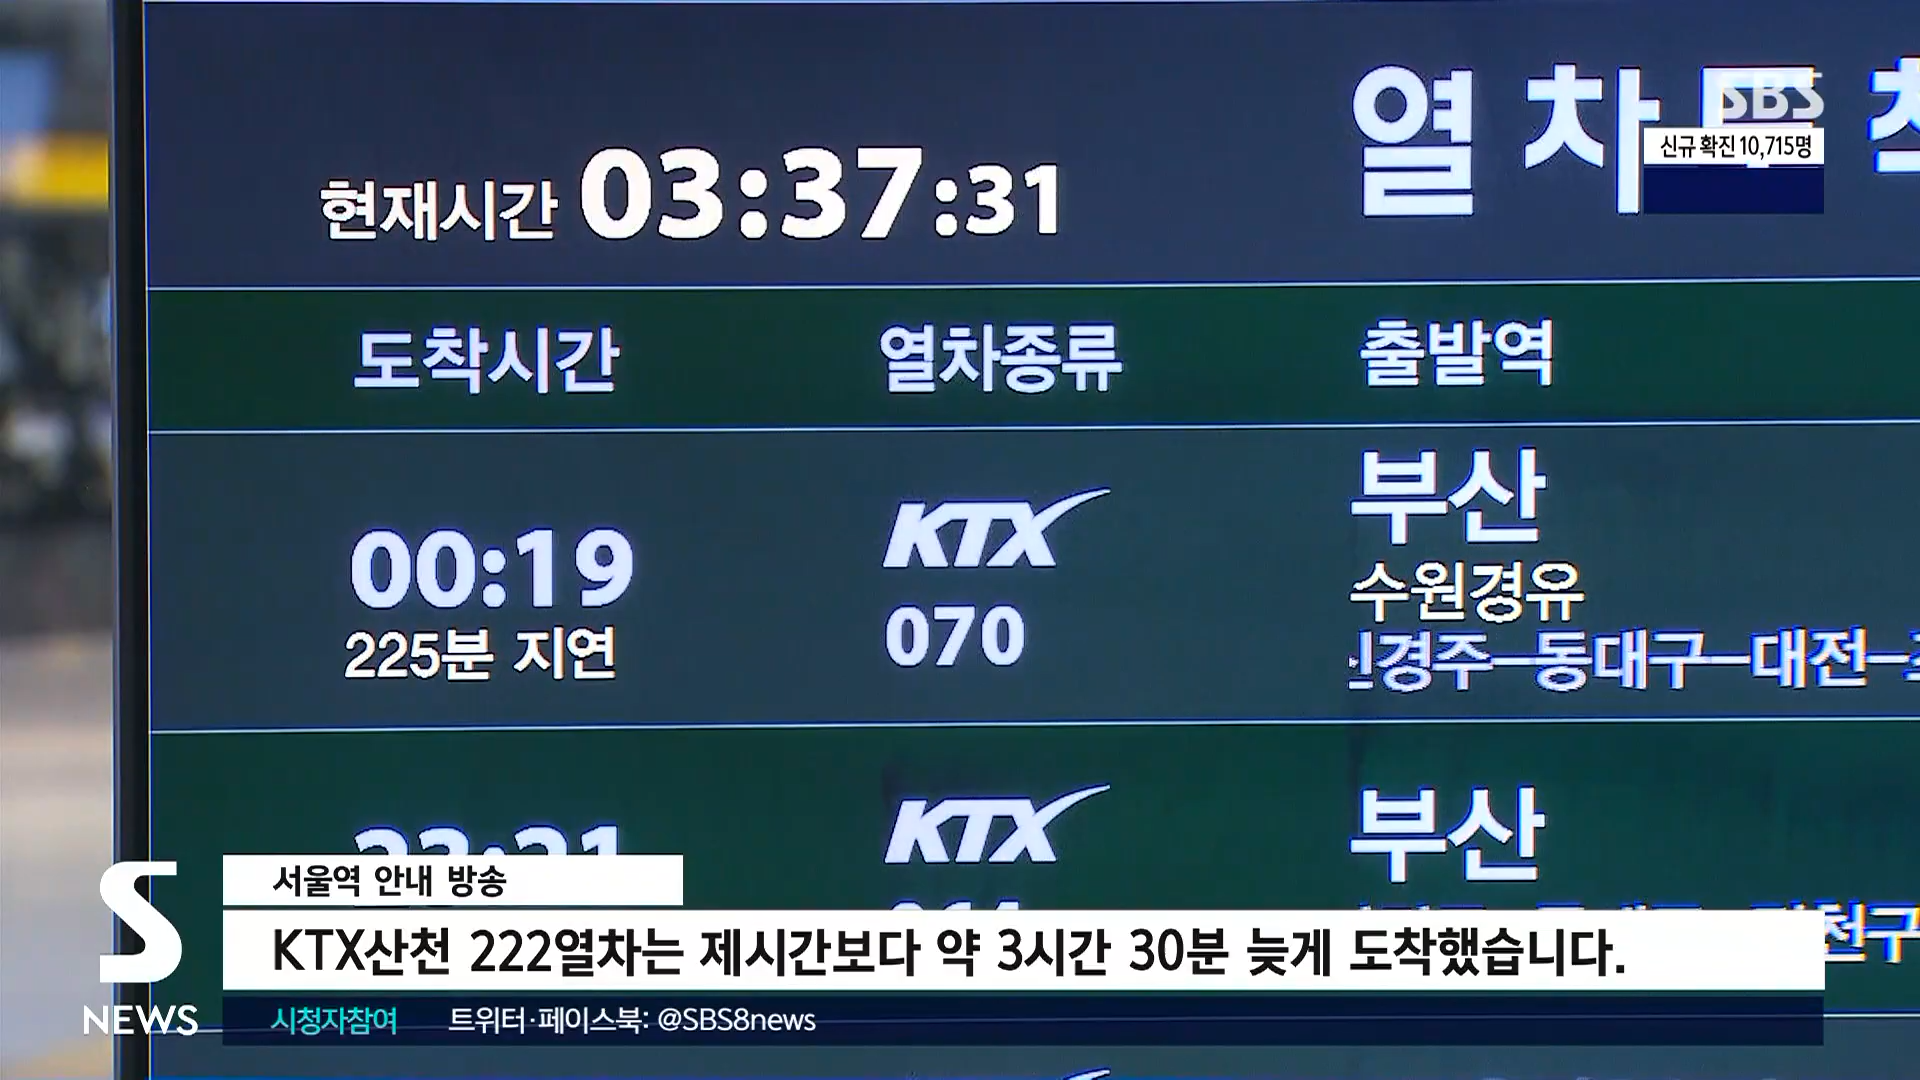 열차도착
SBS
신규 확진 10,715명
현재시간 03:37:31
도착시간 열차종류 출발역
00:19 KTX 부산
수원경유
225분 지연 070
경주-동대구-대전-
KTX 부산
서울역 안내 방송
KTX산천 222열차는 제시간보다 약 3시간 30분 늦게 도착했습니다.
S NEWS
시청자참여 트위터·페이스북: @SBS8news